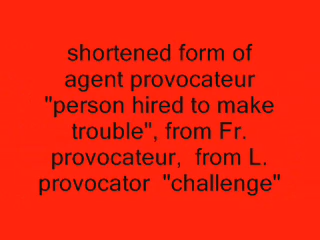 shortened form of
agent provocateur
"person hired to make
trouble", from Fr.
provocateur, from L.
provocator "challenge"